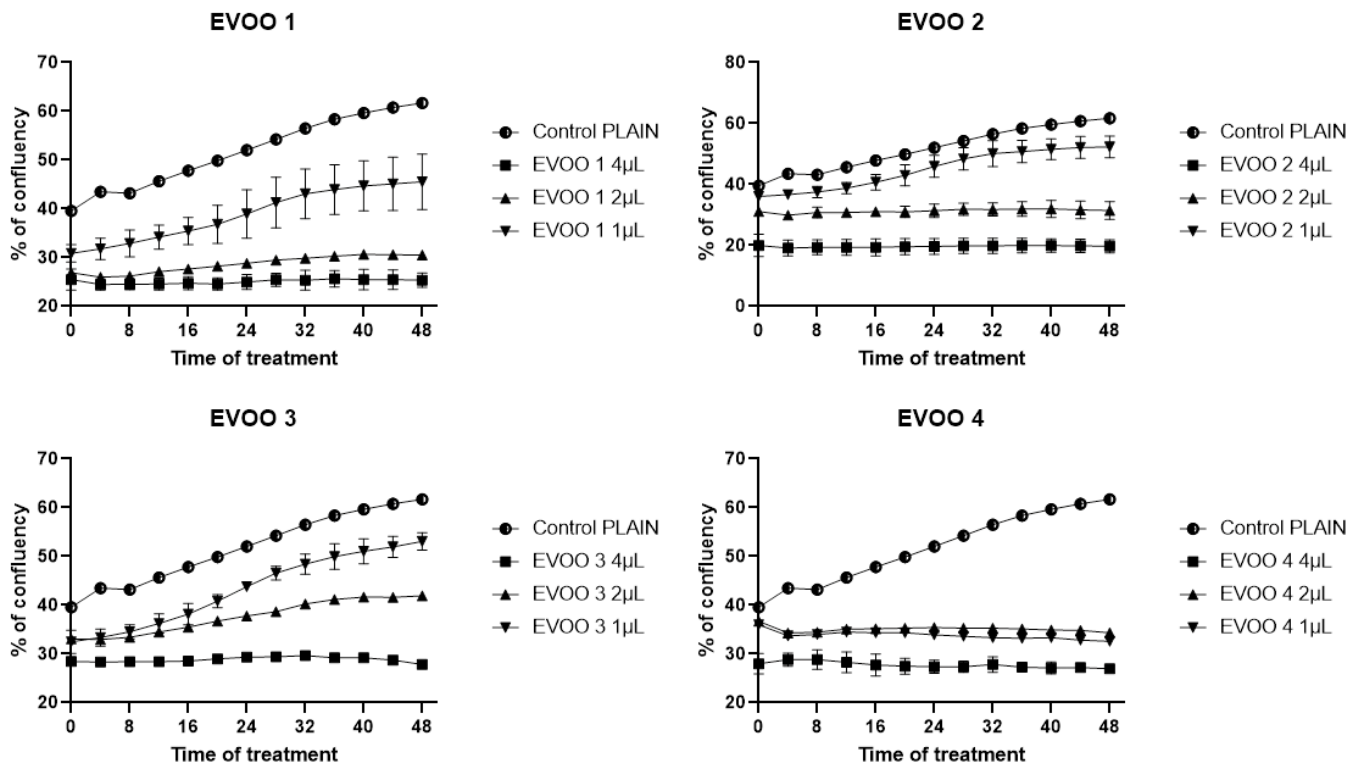 EVOO 1
% of confluency
70
60
50
40
30
20
0 8 16 24 32 40 48
Time of treatment
Control PLAIN
EVOO 1 4µL
EVOO 1 2µL
EVOO 1 1µL
EVOO 2
% of confluency
80
60
40
20
0
0 8 16 24 32 40 48
Time of treatment
Control PLAIN
EVOO 2 4µL
EVOO 2 2µL
EVOO 2 1µL
EVOO 3
% of confluency
70
60
50
40
30
20
0 8 16 24 32 40 48
Time of treatment
Control PLAIN
EVOO 3 4µL
EVOO 3 2µL
EVOO 3 1µL
EVOO 4
% of confluency
70
60
50
40
30
20
0 8 16 24 32 40 48
Time of treatment
Control PLAIN
EVOO 4 4µL
EVOO 4 2µL
EVOO 4 1µL